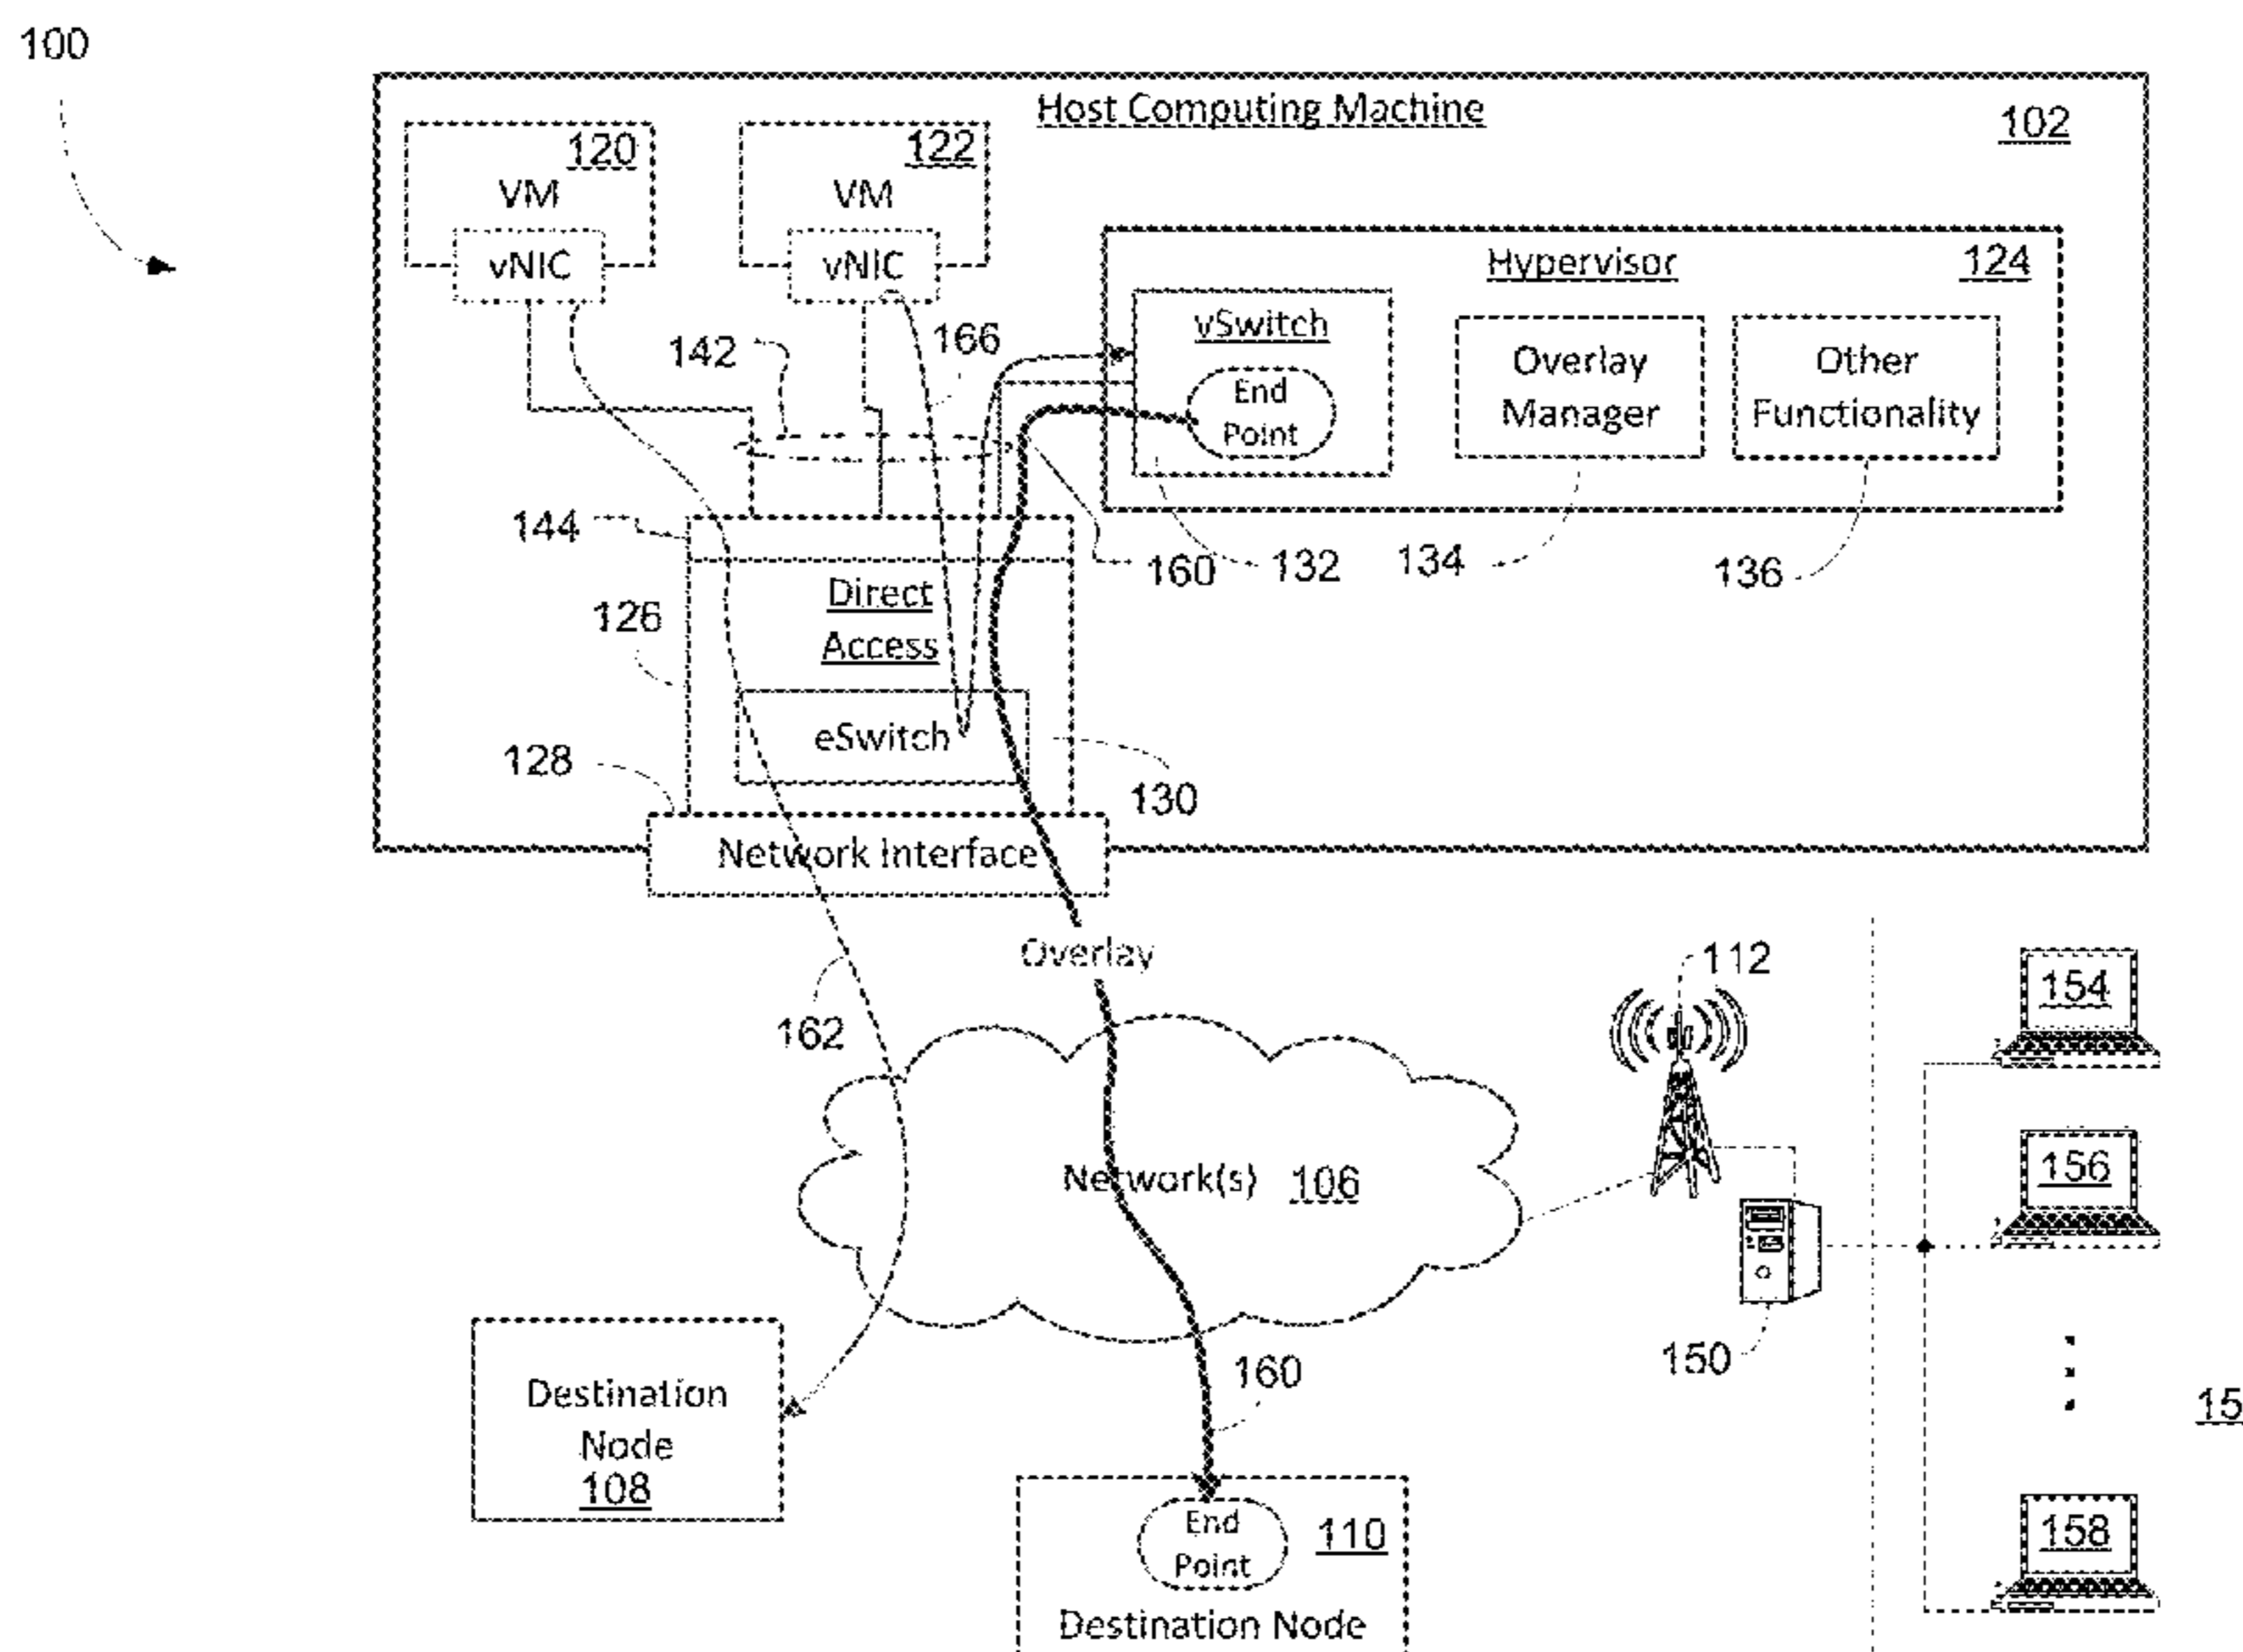 100
Host Computing Machine
102
120
VM
vNIC
122
VM
vNIC
Hypervisor
124
vSwitch
End
Point
Overlay
Manager
Other
Functionality
142
166
144
160
132
134
136
Direct
Access
126
eSwitch
128
130
Network Interface
Overlay
162
112
154
Network(s) 106
156
150
160
15
Destination
Node
108
End
Point
110
Destination Node
158